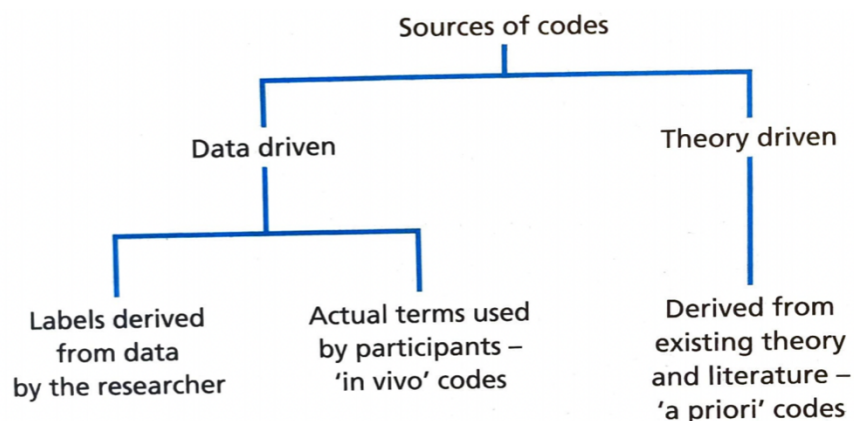 Sources of codes
Data driven
Theory driven
Labels derived
from data
by the researcher
Actual terms used
by participants –
‘in vivo’ codes
Derived from
existing theory
and literature –
‘a priori’ codes